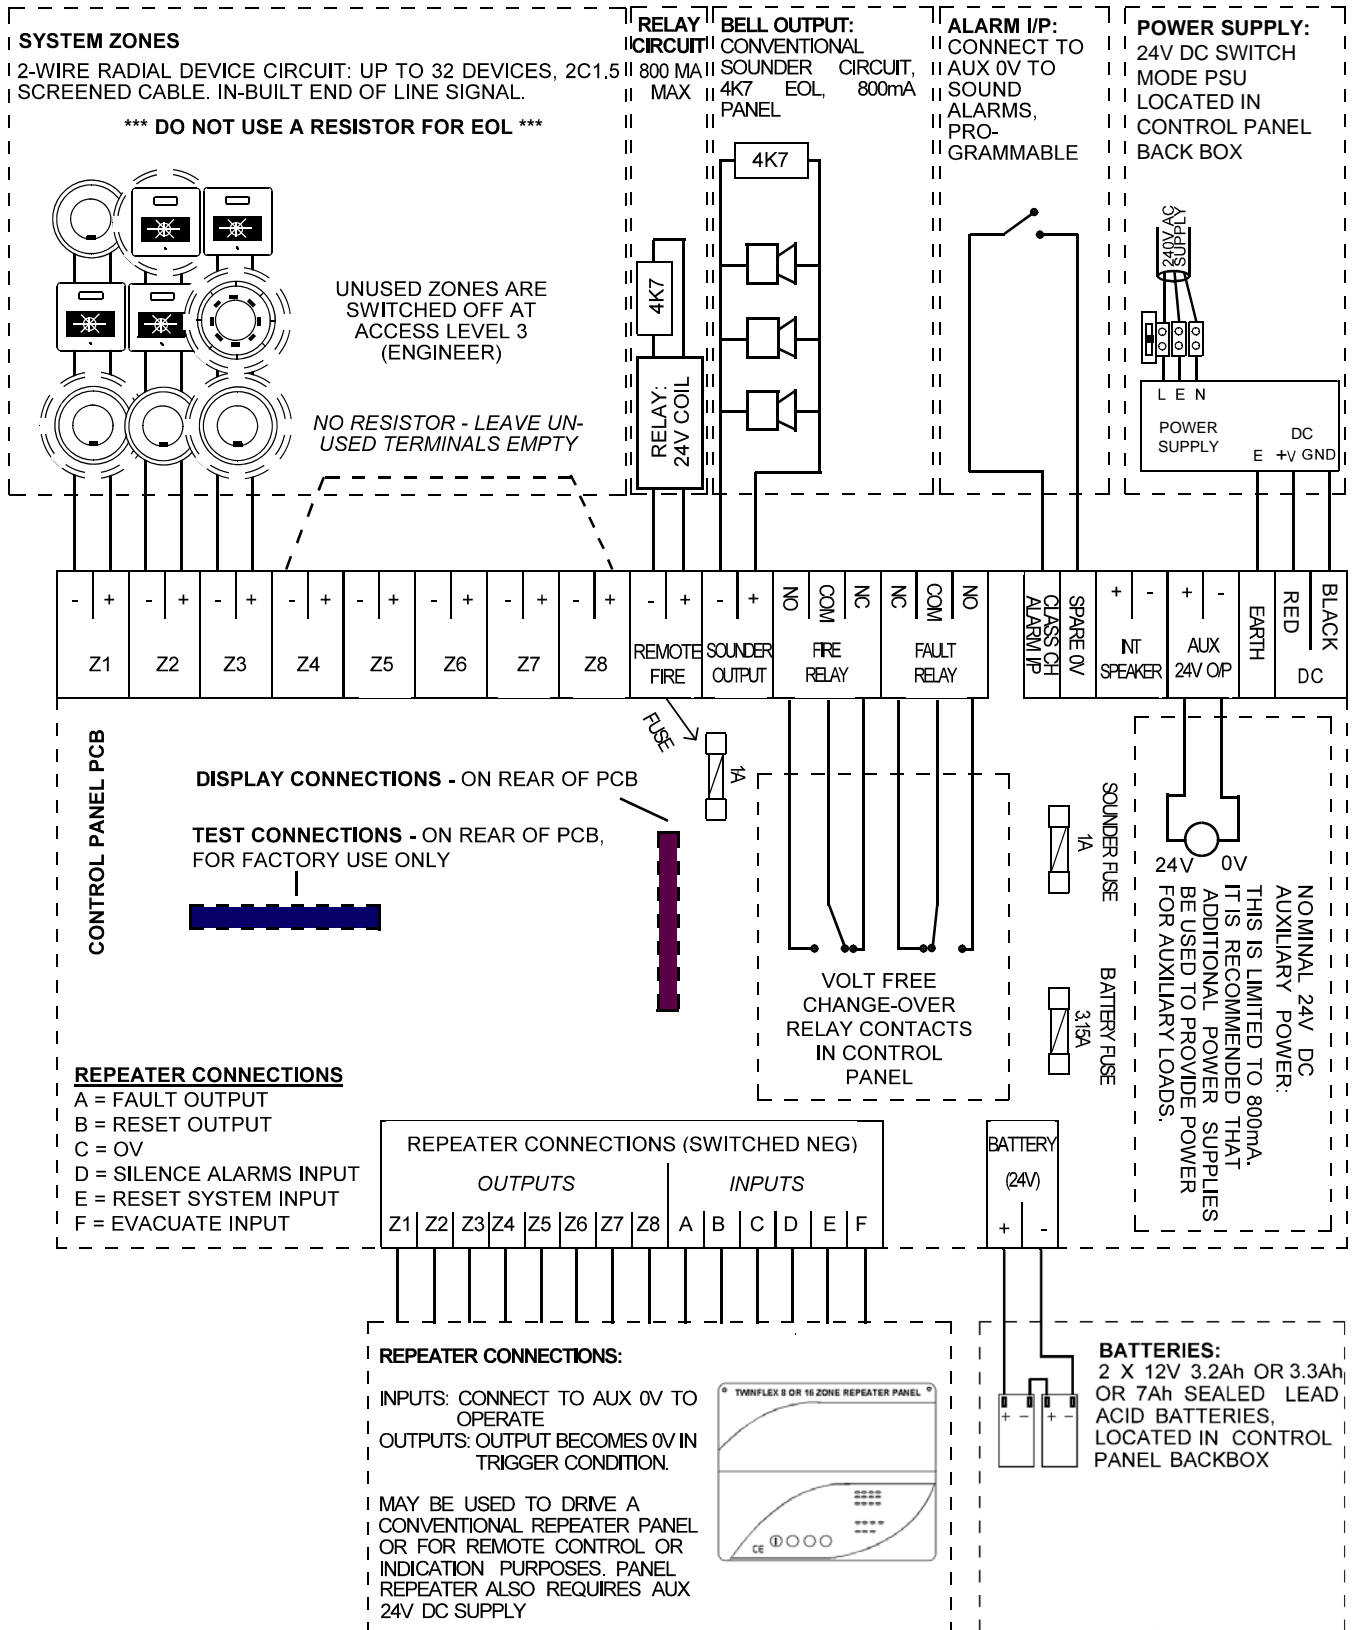 SYSTEM ZONES
2-WIRE RADIAL DEVICE CIRCUIT: UP TO 32 DEVICES, 2C1.5
SCREENED CABLE. IN-BUILT END OF LINE SIGNAL.
*** DO NOT USE A RESISTOR FOR EOL ***
UNUSED ZONES ARE
SWITCHED OFF AT
ACCESS LEVEL 3
(ENGINEER)
NO RESISTOR - LEAVE UN-
USED TERMINALS EMPTY
RELAY
CIRCUIT
800 MA
MAX
4K7
RELAY:
24V COIL
BELL OUTPUT:
CONVENTIONAL
SOUNDER CIRCUIT,
4K7 EOL, 800mA
PANEL
4K7
ALARM I/P:
CONNECT TO
AUX 0V TO
SOUND
ALARMS,
PRO-
GRAMMABLE
POWER SUPPLY:
24V DC SWITCH
MODE PSU
LOCATED IN
CONTROL PANEL
BACK BOX
240V AC
SUPPLY
L E N
POWER
SUPPLY
DC
E +V GND
- + - + - + - + - + - + - + - + - + - +
NO COM NC NC COM NO
CLASS CH
ALARM I/P
SPARE 0V
+ - + -
EARTH
RED
BLACK
Z1 Z2 Z3 Z4 Z5 Z6 Z7 Z8
REMOTE
FIRE
SOUNDER
OUTPUT
FIRE
RELAY
FAULT
RELAY
INT
SPEAKER
AUX
24V O/P
DC
CONTROL PANEL PCB
FUSE
1A
DISPLAY CONNECTIONS - ON REAR OF PCB
TEST CONNECTIONS - ON REAR OF PCB,
FOR FACTORY USE ONLY
VOLT FREE
CHANGE-OVER
RELAY CONTACTS
IN CONTROL
PANEL
SOUNDER FUSE
1A
BATTERY FUSE
3.15A
24V 0V
NOMINAL 24V DC
AUXILIARY POWER:
THIS IS LIMITED TO 800mA.
IT IS RECOMMENDED THAT
ADDITIONAL POWER SUPPLIES
BE USED TO PROVIDE POWER
FOR AUXILIARY LOADS.
REPEATER CONNECTIONS
A = FAULT OUTPUT
B = RESET OUTPUT
C = OV
D = SILENCE ALARMS INPUT
E = RESET SYSTEM INPUT
F = EVACUATE INPUT
REPEATER CONNECTIONS (SWITCHED NEG)
OUTPUTS INPUTS
Z1 Z2 Z3 Z4 Z5 Z6 Z7 Z8 A B C D E F
BATTERY
(24V)
+ -
REPEATER CONNECTIONS:
INPUTS: CONNECT TO AUX 0V TO
OPERATE
OUTPUTS: OUTPUT BECOMES 0V IN
TRIGGER CONDITION.
MAY BE USED TO DRIVE A
CONVENTIONAL REPEATER PANEL
OR FOR REMOTE CONTROL OR
INDICATION PURPOSES. PANEL
REPEATER ALSO REQUIRES AUX
24V DC SUPPLY
TWINFLEX 8 OR 16 ZONE REPEATER PANEL
CE
+ - + -
BATTERIES:
2 X 12V 3.2Ah OR 3.3Ah
OR 7Ah SEALED LEAD
ACID BATTERIES,
LOCATED IN CONTROL
PANEL BACKBOX